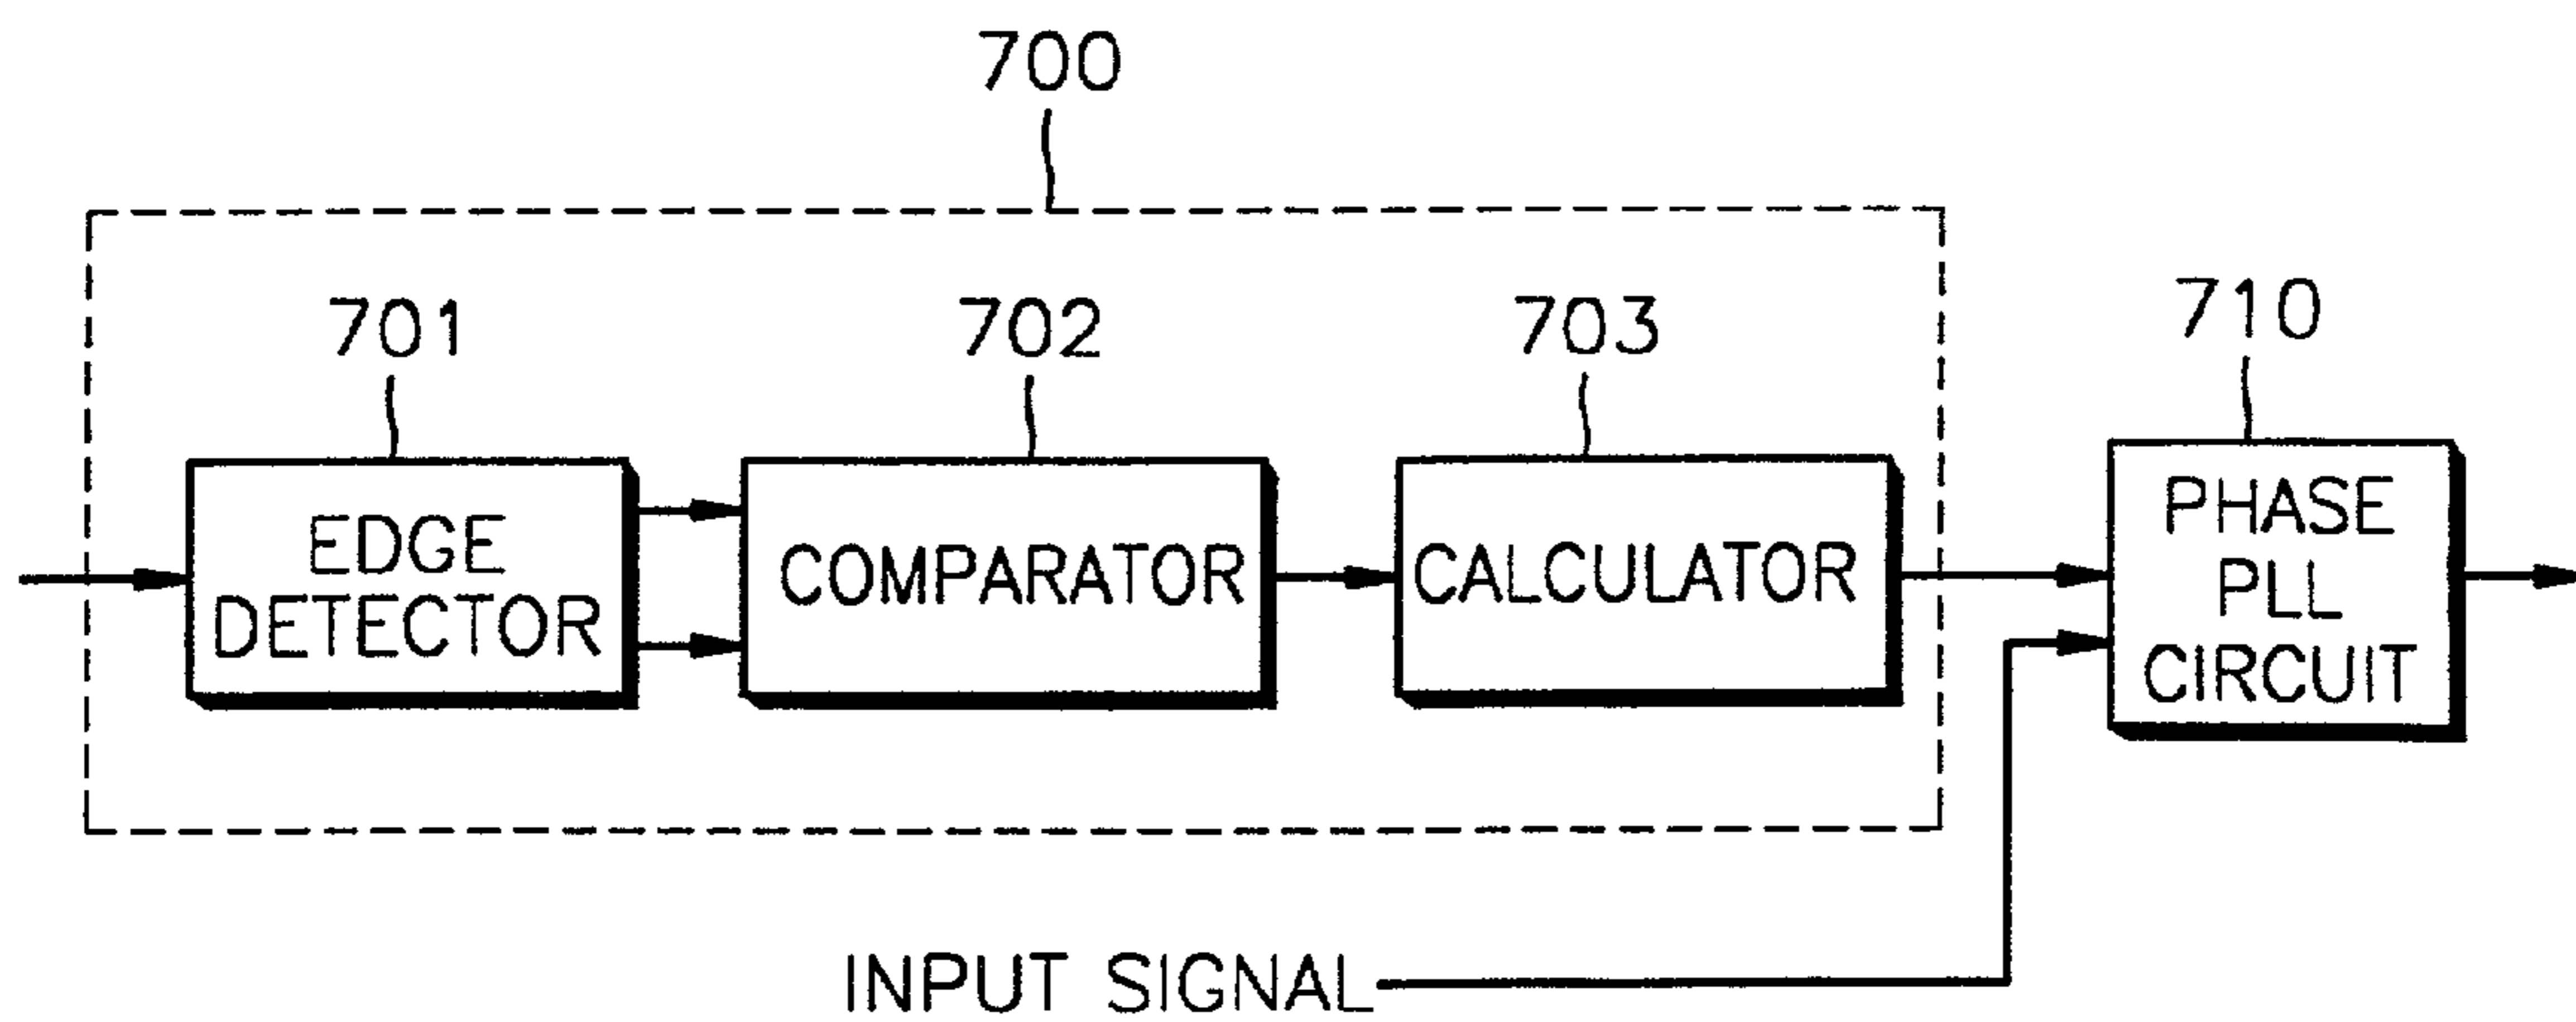 700
701
702
703
710
EDGE
DETECTOR
COMPARATOR
CALCULATOR
PHASE
PLL
CIRCUIT
INPUT SIGNAL